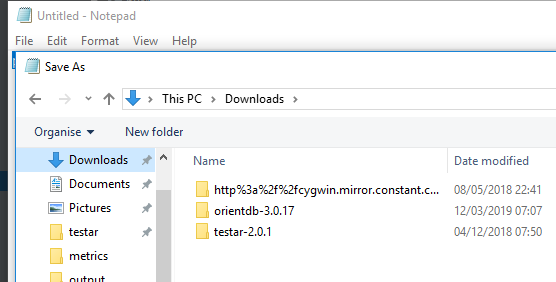 Untitled - Notepad
File Edit Format View Help
Save As
This PC > Downloads >
Organise New folder
Downloads
Documents
Pictures
testar
metrics
output
Name Date modified
http%3a%2f%2fcygwin.mirror.constant.c... 08/05/2018 22:41
orientdb-3.0.17 12/03/2019 07:07
testar-2.0.1 04/12/2018 07:50